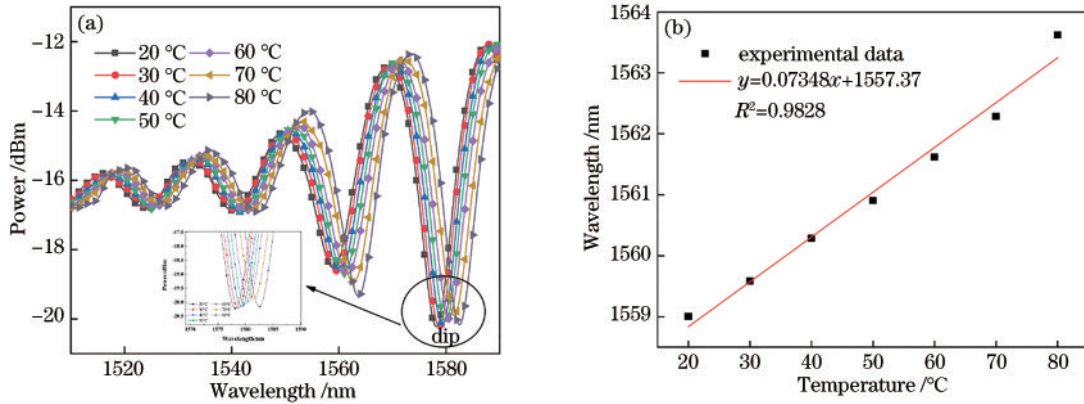 (a)
20 °C 60 °C
30 °C 70 °C
40 °C 80 °C
50 °C
−12
−14
−16
−18
−20
Power /dBm
1520 1540 1560 1580
Wavelength /nm
dip
(b)
experimental data
y=0.07348x+1557.37
R²=0.9828
1564
1563
1562
1561
1560
1559
Wavelength /nm
20 30 40 50 60 70 80
Temperature /°C